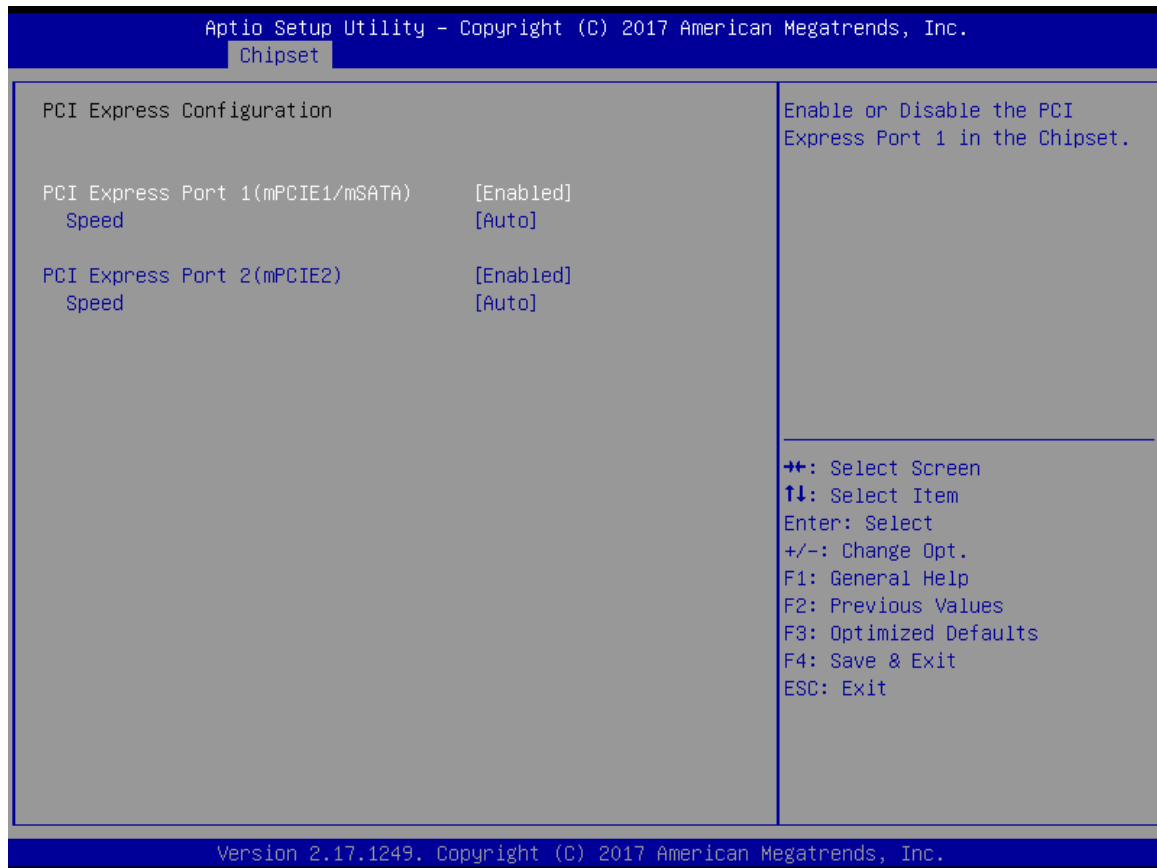 Aptio Setup Utility – Copyright (C) 2017 American Megatrends, Inc.
Chipset
PCI Express Configuration
PCI Express Port 1(mPCIE1/mSATA) [Enabled]
Speed [Auto]
PCI Express Port 2(mPCIE2) [Enabled]
Speed [Auto]
Enable or Disable the PCI
Express Port 1 in the Chipset.
→←: Select Screen
↑↓: Select Item
Enter: Select
+/-: Change Opt.
F1: General Help
F2: Previous Values
F3: Optimized Defaults
F4: Save & Exit
ESC: Exit
Version 2.17.1249. Copyright (C) 2017 American Megatrends, Inc.